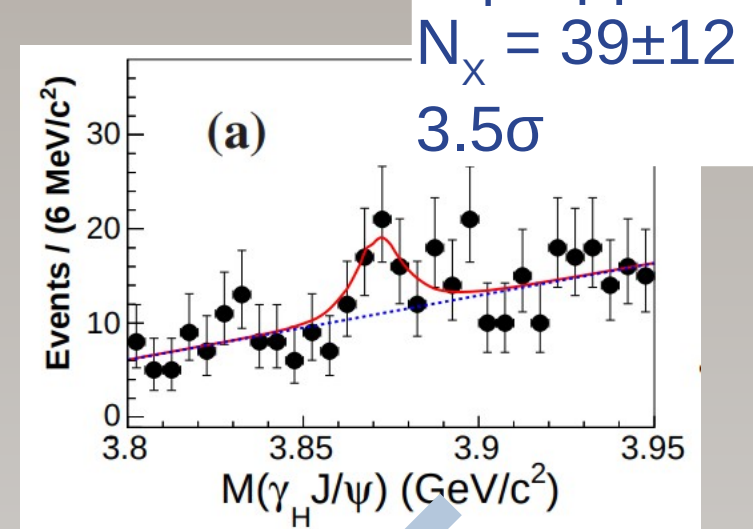 N_X = 39±12
3.5σ
(a)
Events / (6 MeV/c²)
30
20
10
0
3.8 3.85 3.9 3.95
M(γ_H J/ψ) (GeV/c²)